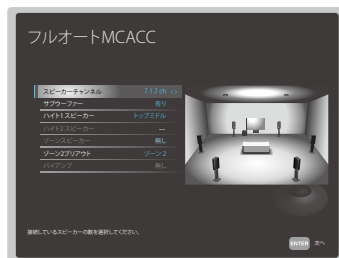 フルオートMCACC
スピーカーチャンネル 7.1.2 ch
サブウーファー 有り
ハイト1スピーカー トップミドル
ハイト2スピーカー ---
ゾーンスピーカー 無し
ゾーン2プリアウト ゾーン 2
バイアンプ 無し
接続しているスピーカーの数を選択してください。
ENTER 次へ